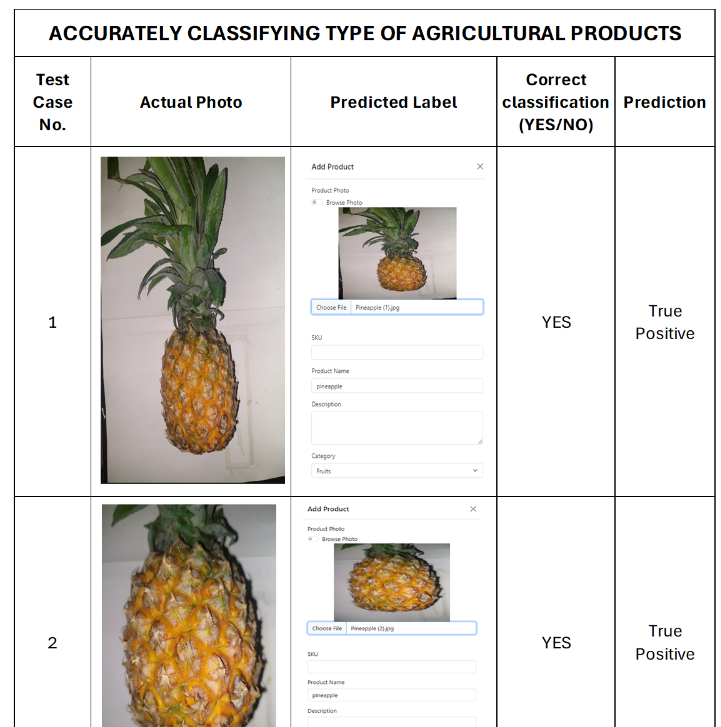 ACCURATELY CLASSIFYING TYPE OF AGRICULTURAL PRODUCTS
Test
Case
No.
Actual Photo
Predicted Label
Correct
classification
(YES/NO)
Prediction
1
Add Product
Product Photo
Browse Photo
Choose File Pineapple (1).jpg
SKU
Product Name
pineapple
Description
Category
Fruits
YES
True
Positive
2
Add Product
Product Photo
Browse Photo
Choose File Pineapple (2).jpg
SKU
Product Name
pineapple
Description
YES
True
Positive